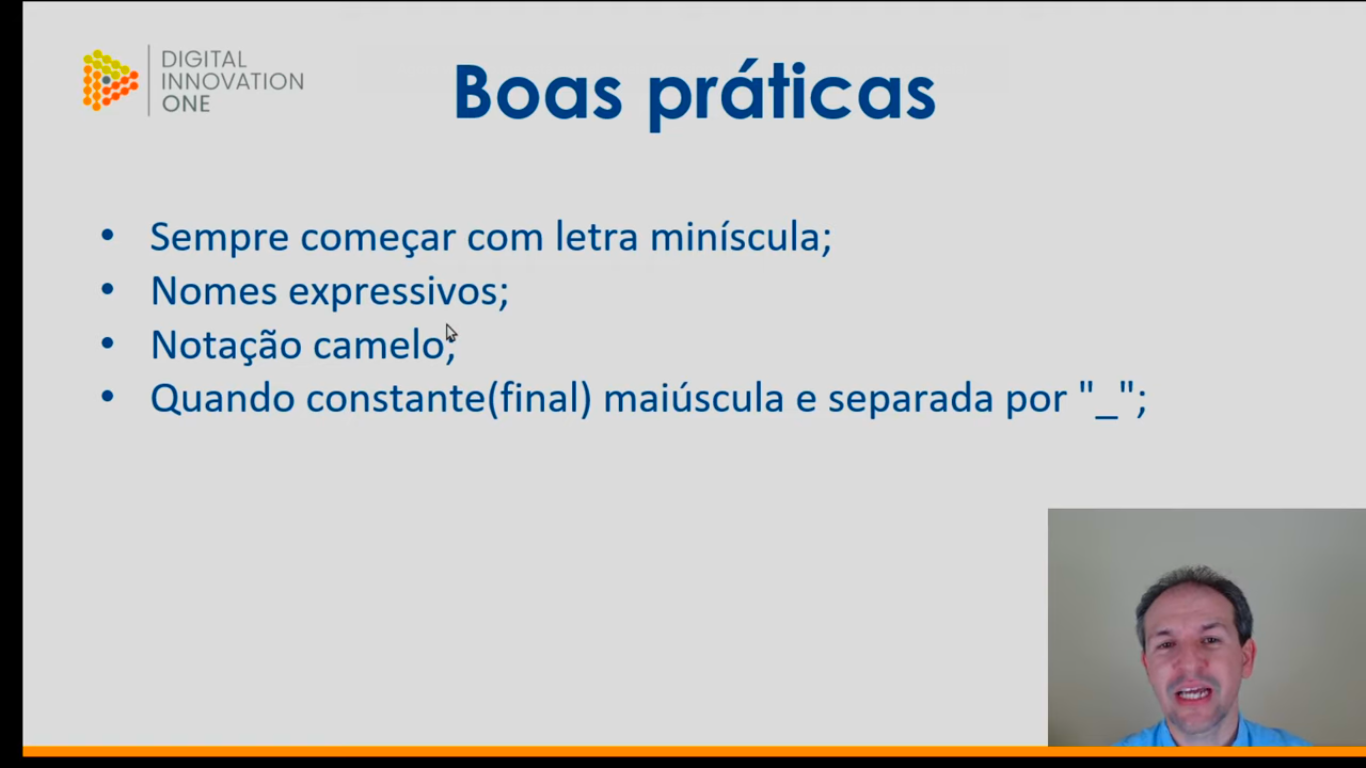 DIGITAL
INNOVATION
ONE
Boas práticas
• Sempre começar com letra miníscula;
• Nomes expressivos;
• Notação camelo;
• Quando constante(final) maiúscula e separada por "_";